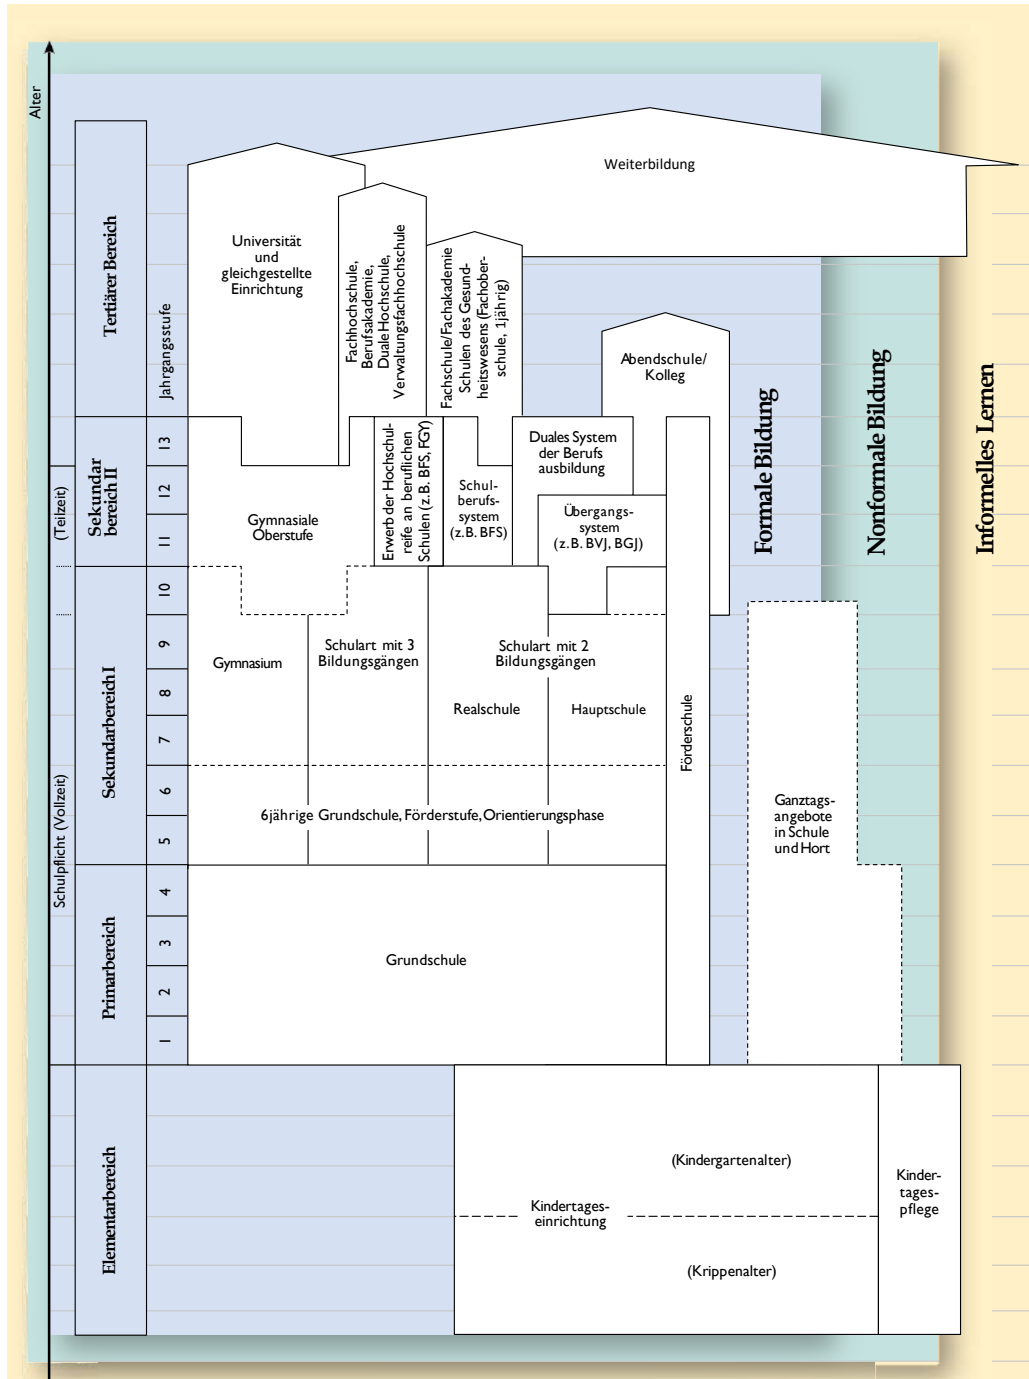 Alter
Weiterbildung
Tertiärer Bereich
Jahrgangsstufe
Universität
und
gleichgestellte
Einrichtung
Fachhochschule,
Berufsakademie,
Duale Hochschule,
Verwaltungsfachhochschule
Fachschule/Fachakademie
Schulen des Gesund-
heitswesens (Fachober-
schule, 1jährig)
Abendschule/
Kolleg
Formale Bildung
Nonformale Bildung
Informelles Lernen
(Teilzeit)
Sekundar
bereich II
13
12
11
Gymnasiale
Oberstufe
Erwerb der Hochschul-
reife an beruflichen
Schulen (z.B. BFS, FGY)
Schul-
berufs-
system
(z.B. BFS)
Duales System
der Berufs
ausbildung
Übergangs-
system
(z.B. BVJ, BGJ)
Schulpflicht (Vollzeit)
Sekundarbereich I
10
9
8
7
6
5
Gymnasium
Schulart mit 3
Bildungsgängen
Schulart mit 2
Bildungsgängen
Realschule
Hauptschule
Förderschule
6jährige Grundschule, Förderstufe, Orientierungsphase
Ganztags-
angebote
in Schule
und Hort
Primarbereich
4
3
2
1
Grundschule
Elementarbereich
(Kindergartenalter)
Kindertages-
einrichtung
(Krippenalter)
Kinder-
tages-
pflege